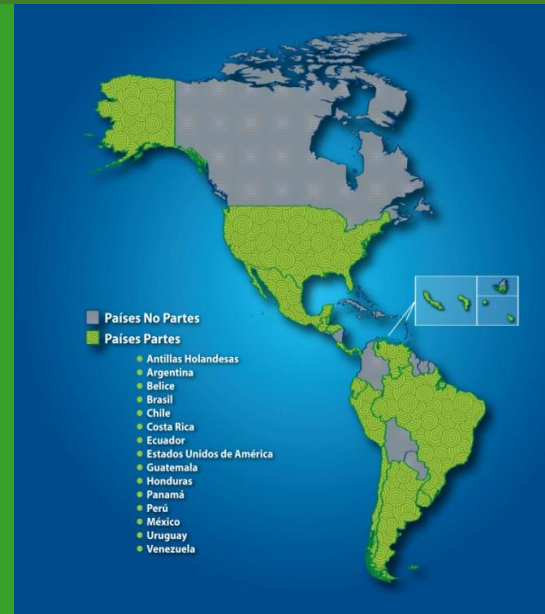 Países No Partes
Países Partes
Antillas Holandesas
Argentina
Belice
Brasil
Chile
Costa Rica
Ecuador
Estados Unidos de América
Guatemala
Honduras
Panamá
Perú
México
Uruguay
Venezuela